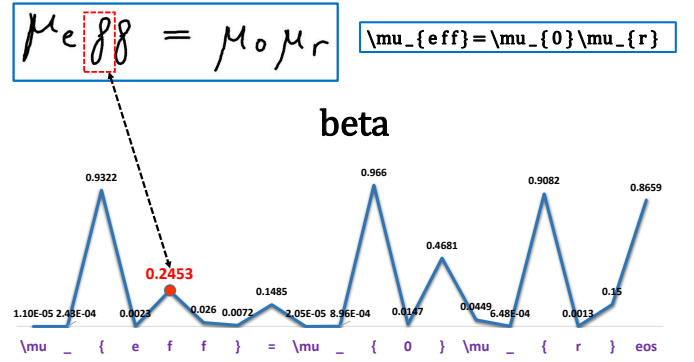 μeff = μ0μr
\mu_{eff}=\mu_{0}\mu_{r}
beta
0.9322
0.966
0.9082
0.8659
0.4681
0.2453
0.1485
0.15
1.10E-05 2.43E-04 0.0023 0.026 0.0072 2.05E-05 8.96E-04 0.0147 0.0449 6.48E-04 0.0013
\mu _ { e f f } = \mu _ { 0 } \mu _ { r } eos